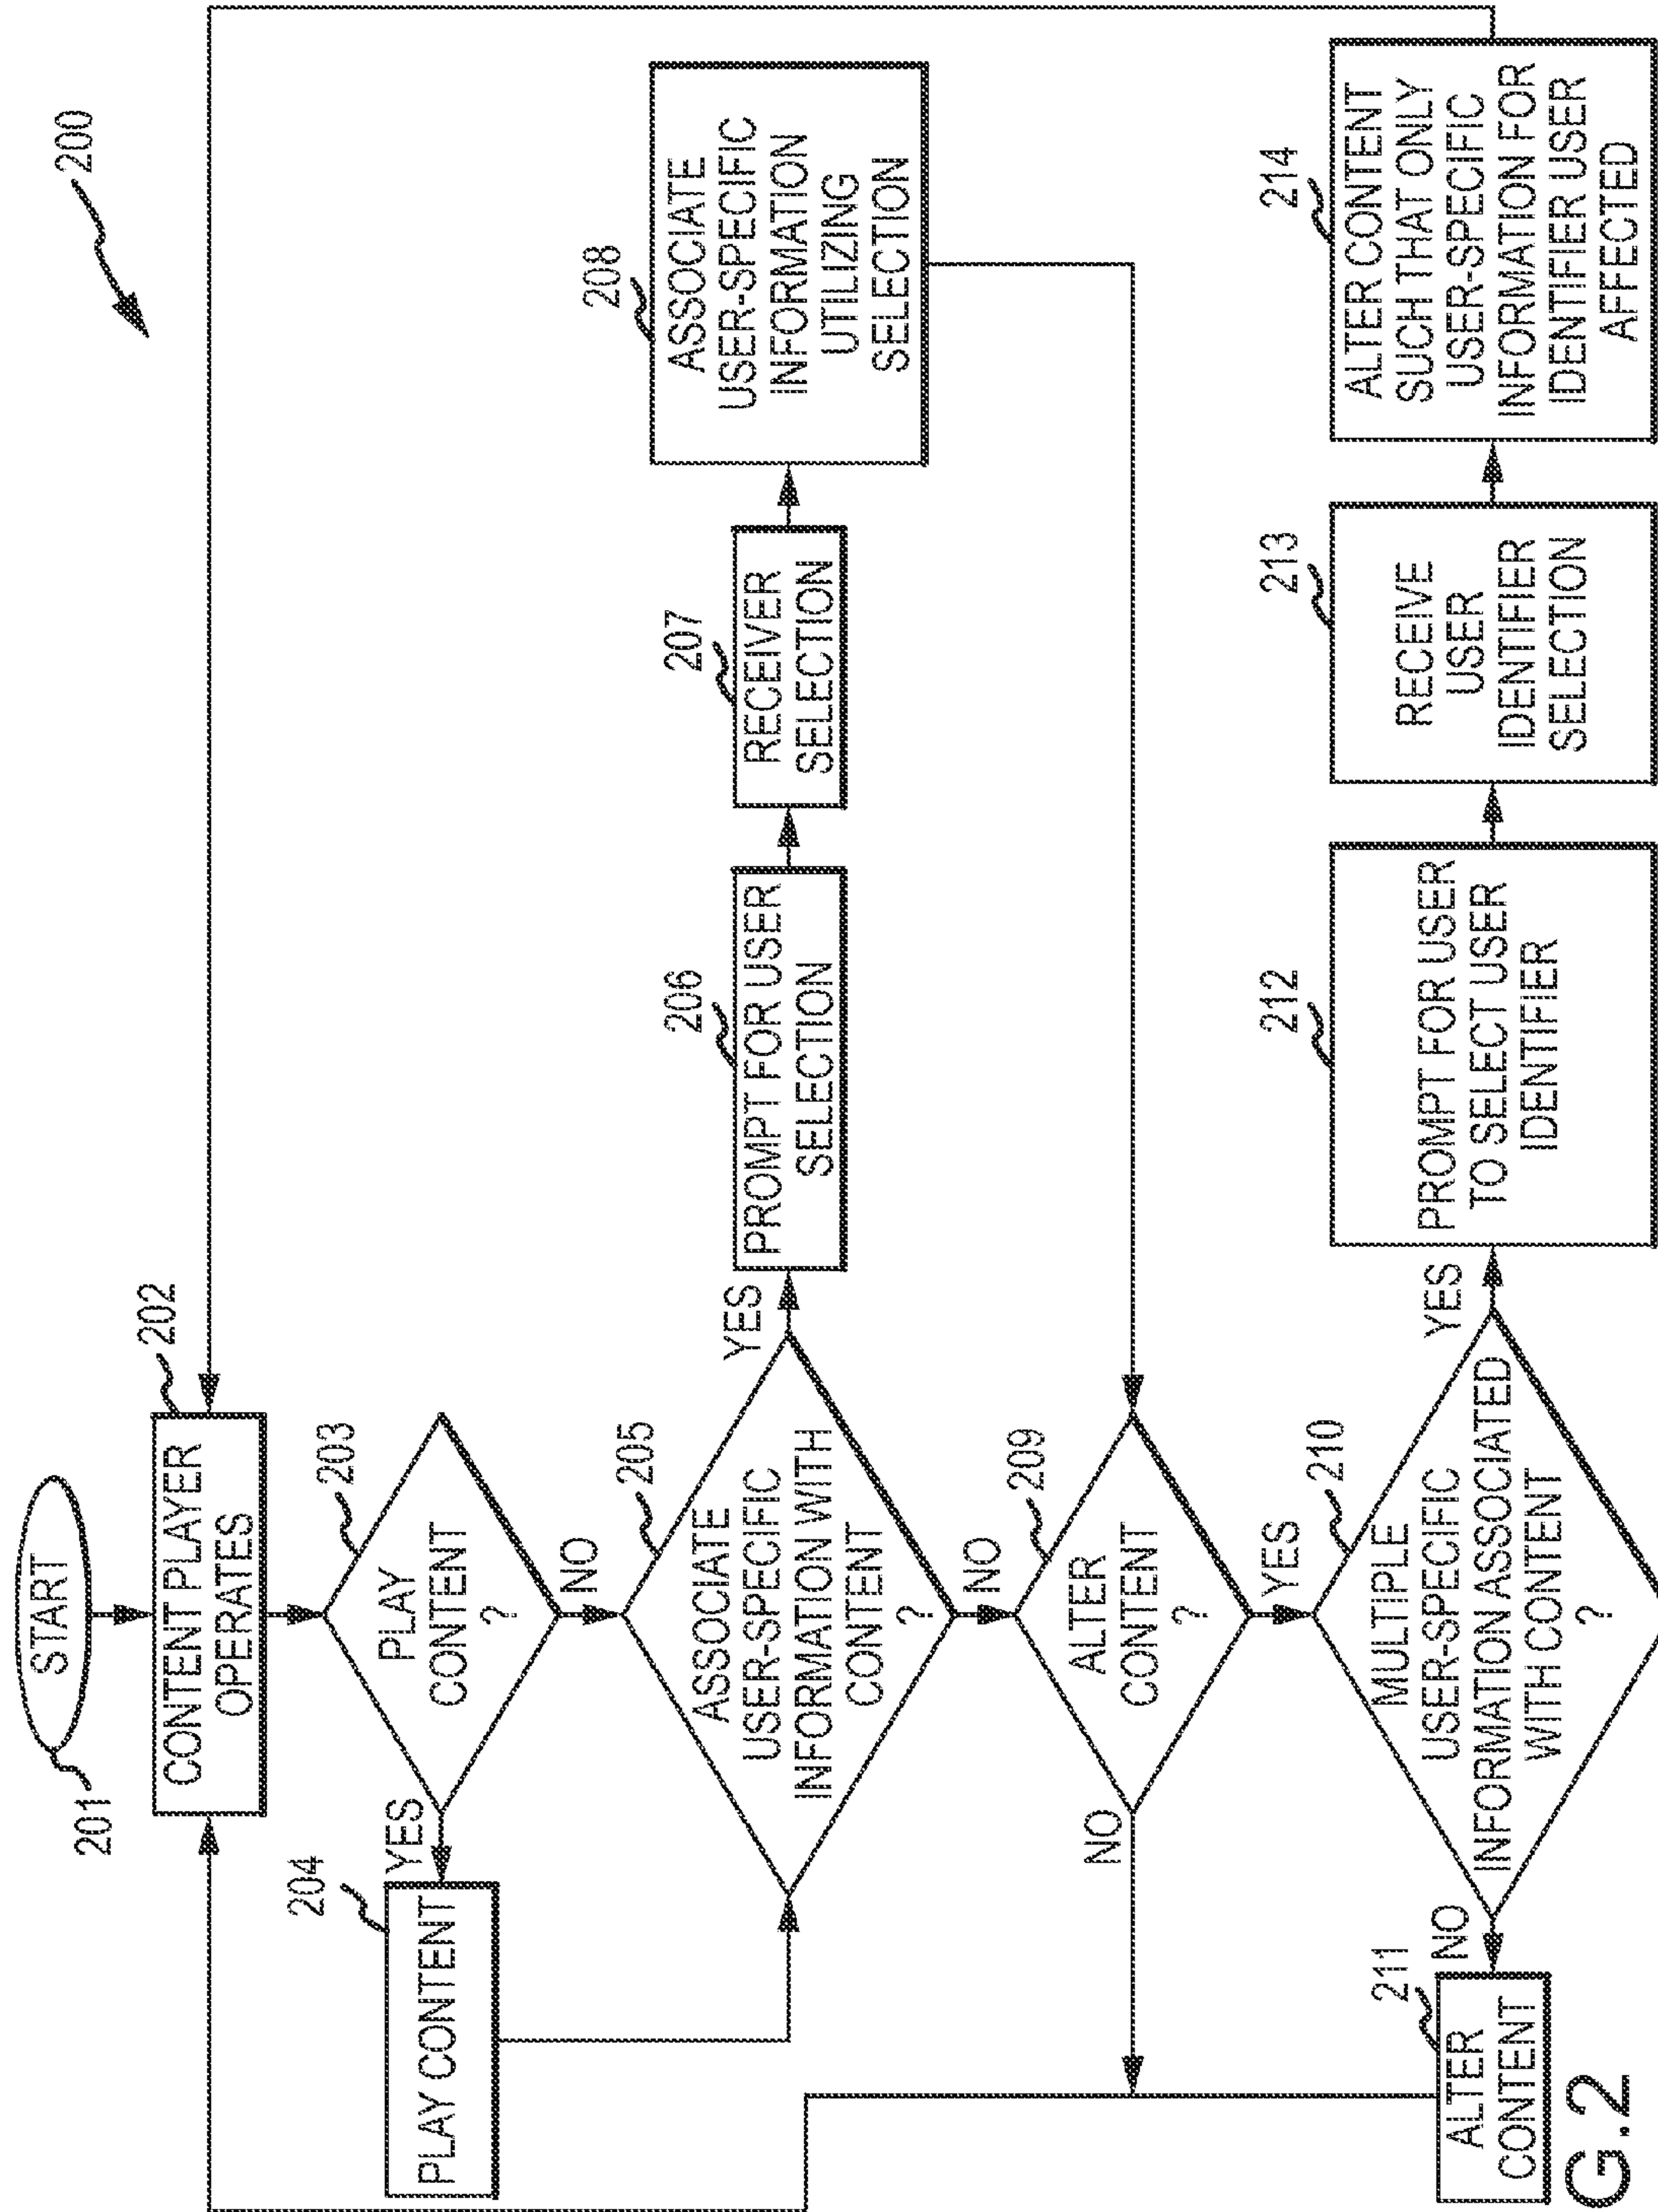 200
START
201
CONTENT PLAYER
OPERATES
202
PLAY
CONTENT
?
203
YES
NO
PLAY CONTENT
204
ASSOCIATE
USER-SPECIFIC
INFORMATION WITH
CONTENT
?
205
YES
NO
PROMPT FOR USER
SELECTION
206
RECEIVER
SELECTION
207
ASSOCIATE
USER-SPECIFIC
INFORMATION
UTILIZING
SELECTION
208
ALTER
CONTENT
?
209
NO
YES
MULTIPLE
USER-SPECIFIC
INFORMATION ASSOCIATED
WITH CONTENT
?
210
NO
YES
ALTER
CONTENT
211
PROMPT FOR USER
TO SELECT USER
IDENTIFIER
212
RECEIVE
USER
IDENTIFIER
SELECTION
213
ALTER CONTENT
SUCH THAT ONLY
USER-SPECIFIC
INFORMATION FOR
IDENTIFIER USER
AFFECTED
214
G.2